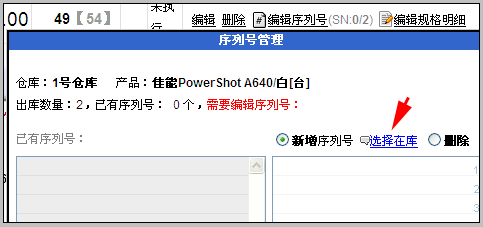 未执
.00 49【54】 编辑 删除 编辑序列号(SN:0/2) 编辑规格明细
行
序列号管理
仓库：1号仓库 产品：佳能PowerShot A640/白[台]
出库数量：2，已有序列号： 0 个，需要编辑序列号：
已有序列号： 新增序列号 选择在库 删除
1
2
3